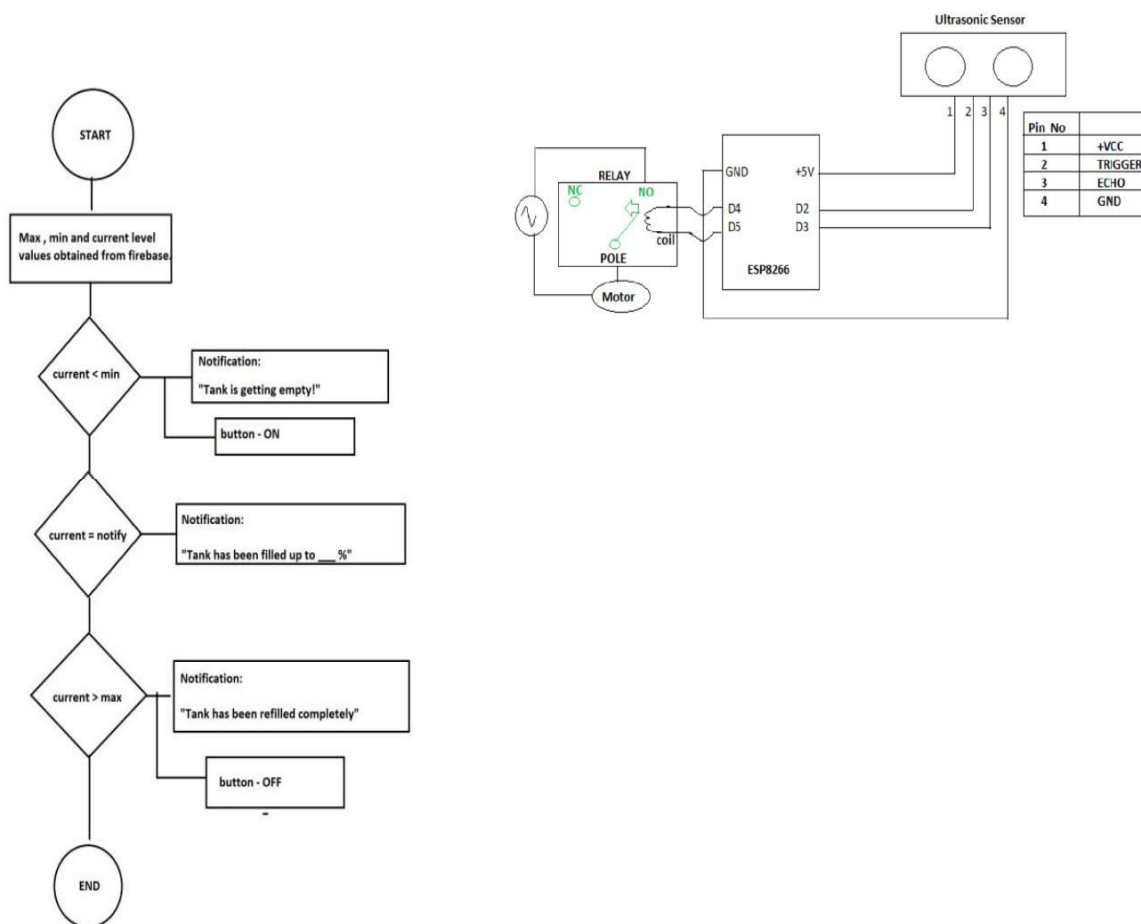 START
Max , min and current level
values obtained from firebase.
current < min
Notification:
"Tank is getting empty!"
button - ON
current = notify
Notification:
"Tank has been filled up to ___ %"
current > max
Notification:
"Tank has been refilled completely"
button - OFF
END
Ultrasonic Sensor
1 2 3 4
Pin No
1 +VCC
2 TRIGGER
3 ECHO
4 GND
RELAY
NC NO
coil
POLE
Motor
GND +5V
D4 D2
D5 D3
ESP8266